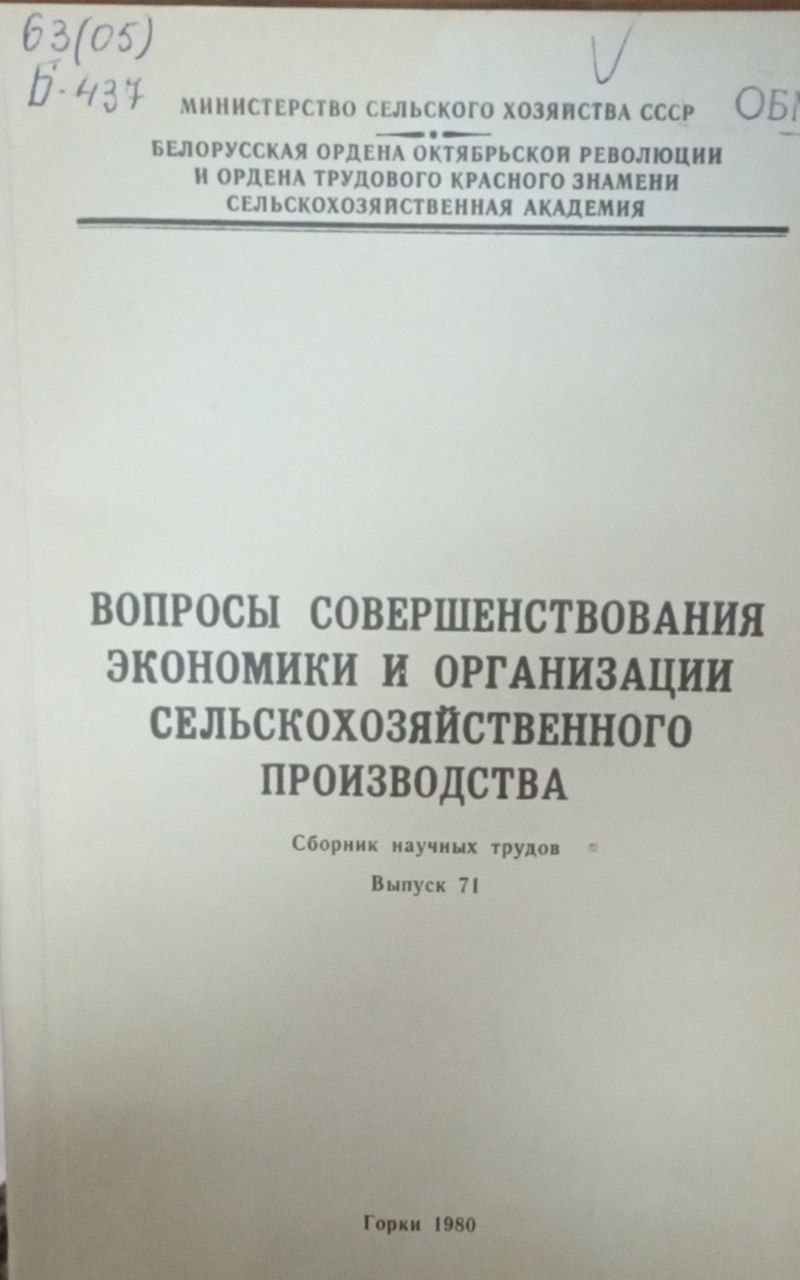 63(05)
Б-437
МИНИСТЕРСТВО СЕЛЬСКОГО ХОЗЯЙСТВА СССР
БЕЛОРУССКАЯ ОРДЕНА ОКТЯБРЬСКОЙ РЕВОЛЮЦИИ
И ОРДЕНА ТРУДОВОГО КРАСНОГО ЗНАМЕНИ
СЕЛЬСКОХОЗЯЙСТВЕННАЯ АКАДЕМИЯ
ВОПРОСЫ СОВЕРШЕНСТВОВАНИЯ
ЭКОНОМИКИ И ОРГАНИЗАЦИИ
СЕЛЬСКОХОЗЯЙСТВЕННОГО
ПРОИЗВОДСТВА
Сборник научных трудов
Выпуск 71
Горки 1980